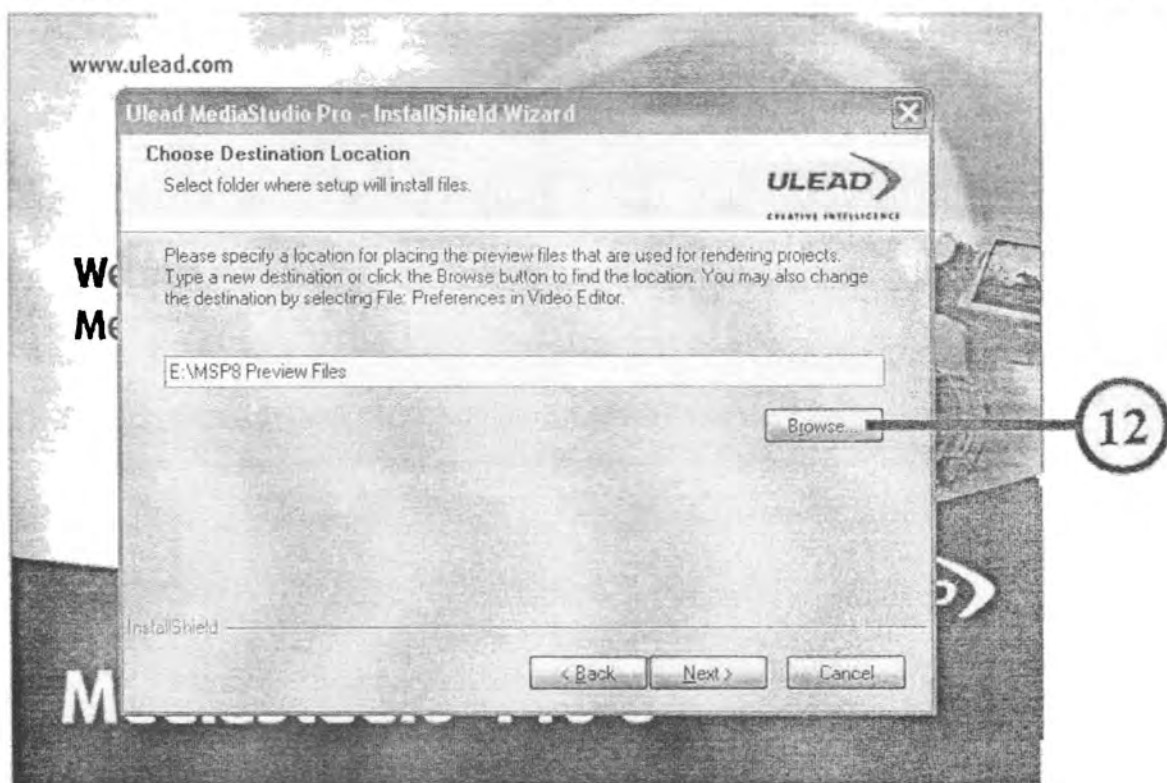 www.ulead.com
Ulead MediaStudio Pro - InstallShield Wizard
Choose Destination Location
Select folder where setup will install files.
ULEAD
CREATIVE INTELLIGENCE
Please specify a location for placing the preview files that are used for rendering projects.
Type a new destination or click the Browse button to find the location. You may also change
the destination by selecting File: Preferences in Video Editor.
We
Me
E:\MSP8 Preview Files
Browse...
12
InstallShield
< Back
Next >
Cancel